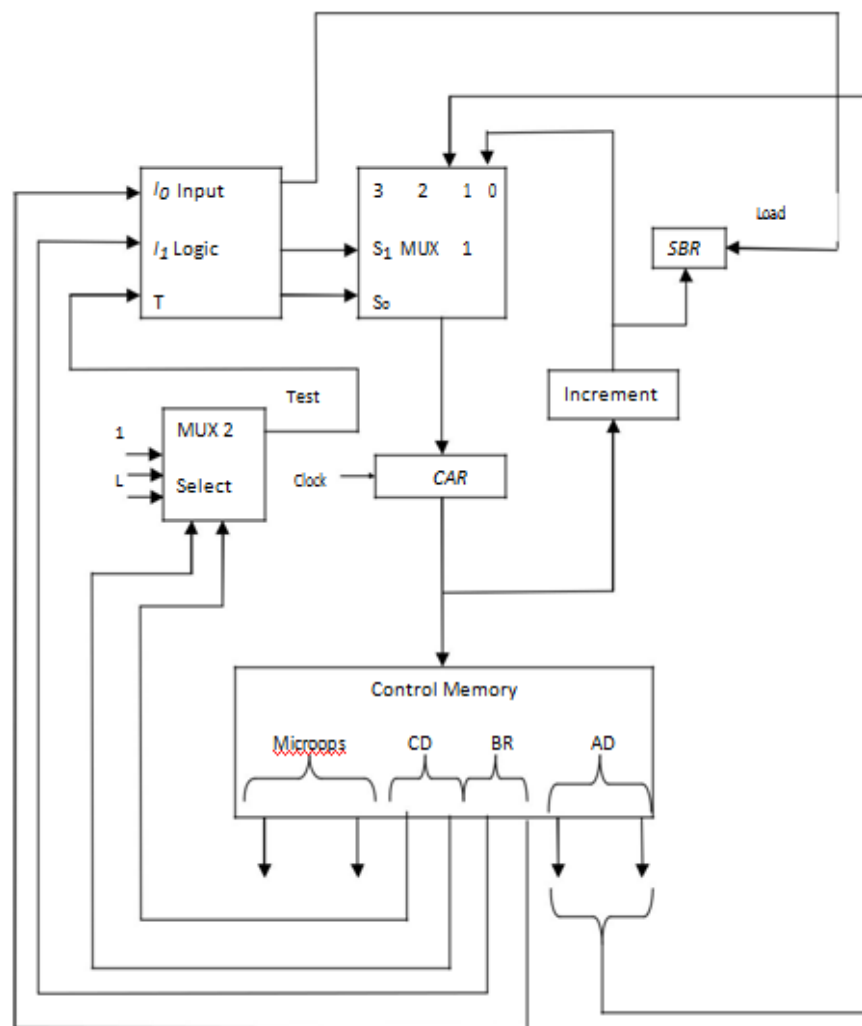 I0 Input
3 2 1 0
Load
I1 Logic
S1 MUX 1
SBR
T
So
Test
Increment
MUX 2
1
Select
L
Clock
CAR
Control Memory
Microops
CD
BR
AD